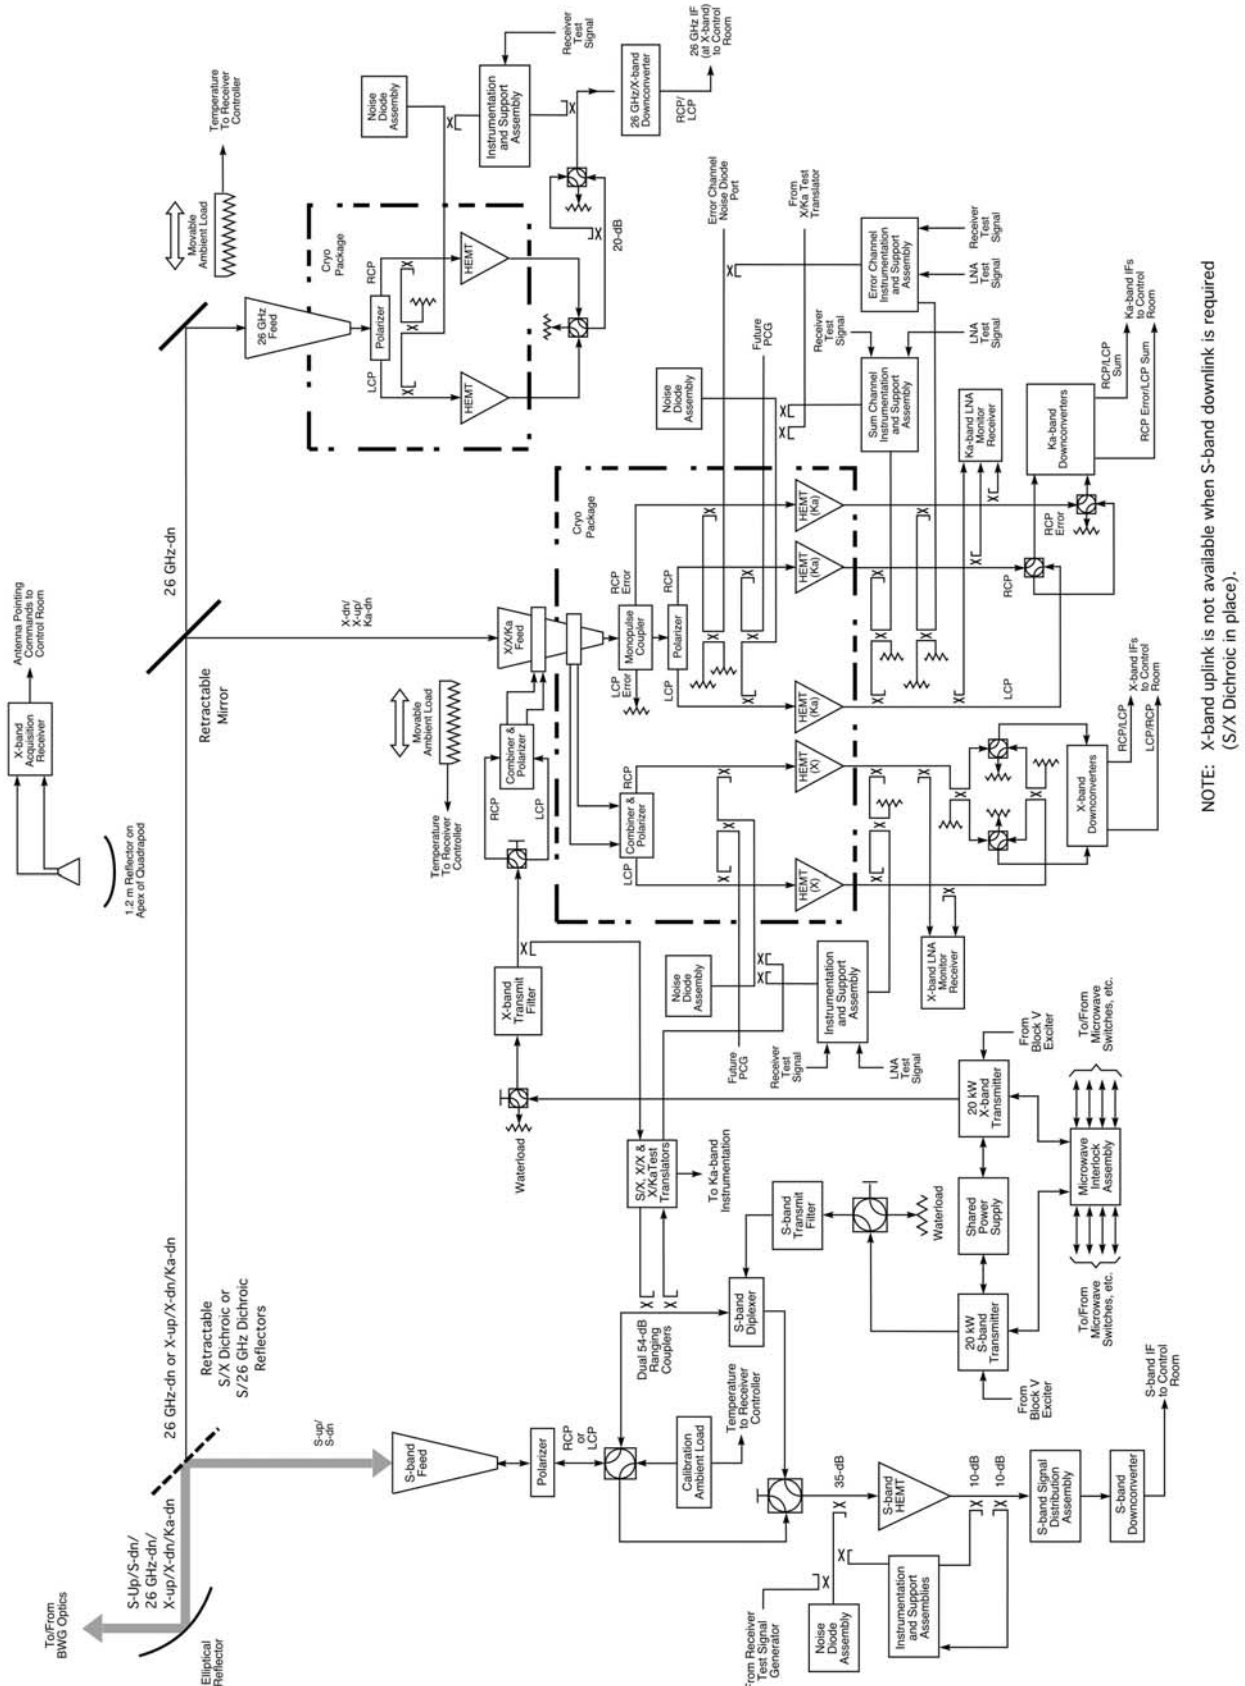 To/From
BWG Optics
Elliptical
Reflector
S-Up/S-dn/
26 GHz-dn/
X-up/X-dn/Ka-dn
26 GHz-dn or X-up/X-dn/Ka-dn
Retractable
S/X Dichroic or
S/26 GHz Dichroic
Reflectors
1.2 m Reflector on
Apex of Quadrapod
X-band
Acquisition
Receiver
Antenna Pointing
Commands to
Control Room
Retractable
Mirror
26 GHz-dn
S-up/
S-dn
S-band
Feed
Polarizer
RCP
or
LCP
Calibration
Ambient Load
Temperature
to Receiver
Controller
Dual 54-dB
Ranging
Couplers
S-band
Diplexer
S-band
Transmit
Filter
Waterload
35-dB
S-band
HEMT
10-dB
10-dB
S-band Signal
Distribution
Assembly
S-band
Downconverter
S-band IF
to Control
Room
From Receiver
Test Signal
Generator
Noise
Diode
Assembly
Instrumentation
and Support
Assemblies
From
Block V
Exciter
20 kW
S-band
Transmitter
Shared
Power
Supply
20 kW
X-band
Transmitter
From
Block V
Exciter
To/From
Microwave
Switches, etc.
Microwave
Interlock
Assembly
To/From
Microwave
Switches, etc.
Waterload
X-band
Transmit
Filter
S/X, X/X &
X/KaTest
Translators
To Ka-band
Instrumentation
RCP
LCP
Combiner &
Polarizer
Temperature
To Receiver
Controller
Movable
Ambient Load
X-dn/
X-up/
Ka-dn
X/X/Ka
Feed
Cryo
Package
LCP
Error
Monopulse
Coupler
RCP
Error
LCP
Combiner &
Polarizer
RCP
LCP
Polarizer
RCP
Future
PCG
Noise
Diode
Assembly
HEMT
(X)
HEMT
(X)
HEMT
(Ka)
HEMT
(Ka)
HEMT
(Ka)
Receiver
Test
Signal
Instrumentation
and Support
Assembly
LNA
Test
Signal
X-band LNA
Monitor
Receiver
X-band
Downconverters
RCP/LCP
LCP/RCP
X-band IFs
to Control
Room
LCP
RCP
RCP
Error
Noise
Diode
Assembly
Future
PCG
Error Channel
Noise Diode
Port
From
X/Ka Test
Translator
Receiver
Test
Signal
Sum Channel
Instrumentation
and Support
Assembly
LNA
Test
Signal
Error Channel
Instrumentation
and Support
Assembly
LNA
Test
Signal
Receiver
Test
Signal
Ka-band LNA
Monitor
Receiver
Ka-band
Downconverters
RCP/LCP
Sum
RCP Error/LCP Sum
Ka-band IFs
to Control
Room
Movable
Ambient Load
Temperature
To Receiver
Controller
26 GHz
Feed
Cryo
Package
LCP
Polarizer
RCP
HEMT
HEMT
Noise
Diode
Assembly
Instrumentation
and Support
Assembly
Receiver
Test
Signal
20-dB
26 GHz/X-band
Downconverter
RCP/
LCP
26 GHz IF
(at X-band)
to Control
Room
NOTE: X-band uplink is not available when S-band downlink is required
(S/X Dichroic in place).